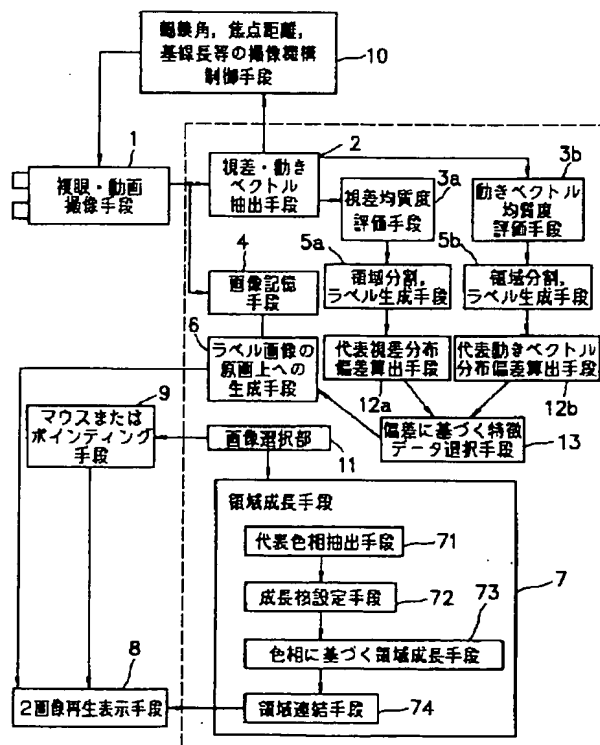 輻輳角，焦点距離，
基線長等の撮像機構
制御手段
10
1
複眼・動画
撮像手段
2
視差・動き
ベクトル
抽出手段
3a
視差均質度
評価手段
3b
動きベクトル
均質度
評価手段
4
画像記憶
手段
5a
領域分割，
ラベル生成手段
5b
領域分割，
ラベル生成手段
6
ラベル画像の
原画上への
生成手段
代表視差分布
偏差算出手段
12a
代表動きベクトル
分布偏差算出手段
12b
9
マウスまたは
ポインティング
手段
画像選択部
11
偏差に基づく特徴
データ選択手段
13
領域成長手段
7
代表色相抽出手段
71
成長核設定手段
72
73
色相に基づく領域成長手段
領域連結手段
74
8
2画像再生表示手段